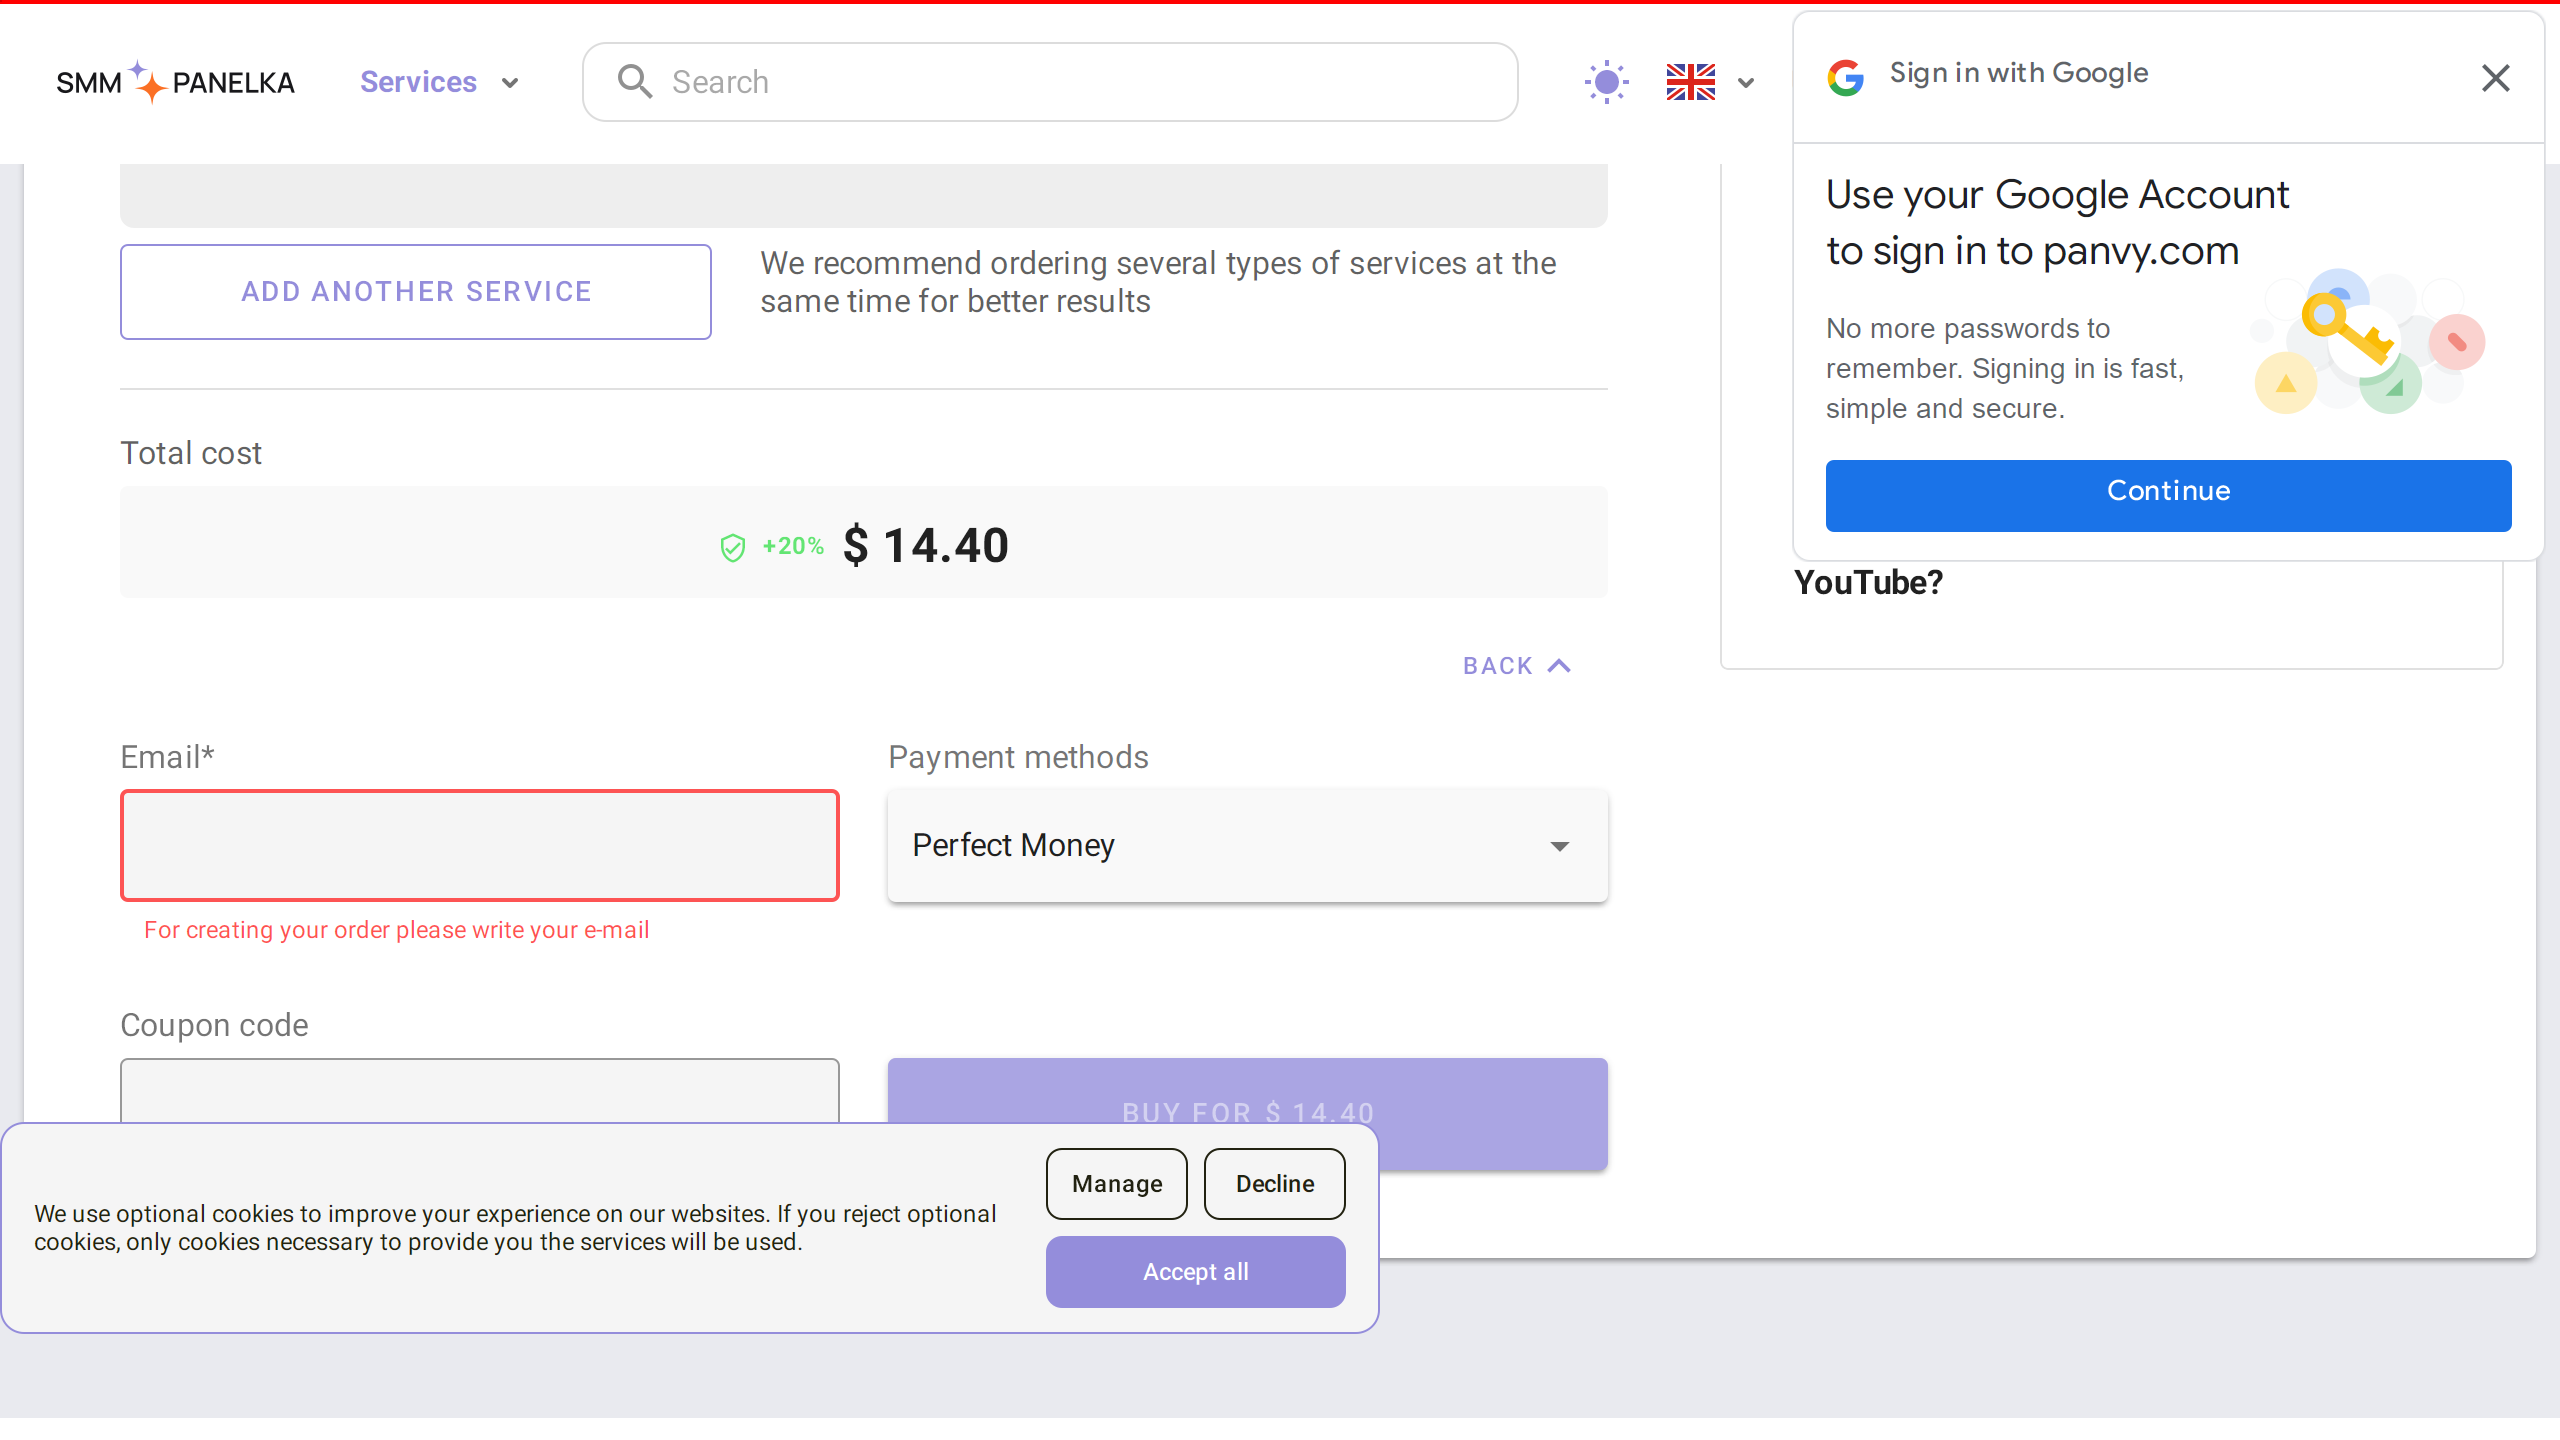 SMM PANELKA
Services
Search
Sign in with Google
Use your Google Account
to sign in to panvy.com
No more passwords to
remember. Signing in is fast,
simple and secure.
Continue
ADD ANOTHER SERVICE
We recommend ordering several types of services at the
same time for better results
Total cost
+20% $ 14.40
YouTube?
BACK
Email*
For creating your order please write your e-mail
Payment methods
Perfect Money
Coupon code
BUY FOR $ 14.40
We use optional cookies to improve your experience on our websites. If you reject optional
cookies, only cookies necessary to provide you the services will be used.
Manage
Decline
Accept all